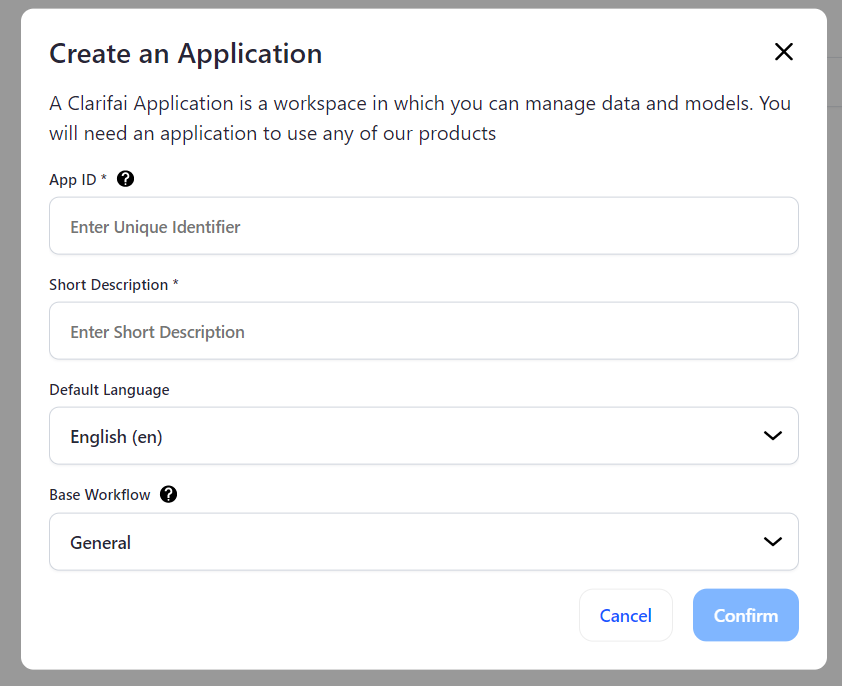 Create an Application
A Clarifai Application is a workspace in which you can manage data and models. You
will need an application to use any of our products
App ID *
Enter Unique Identifier
Short Description *
Enter Short Description
Default Language
English (en)
Base Workflow
General
Cancel Confirm